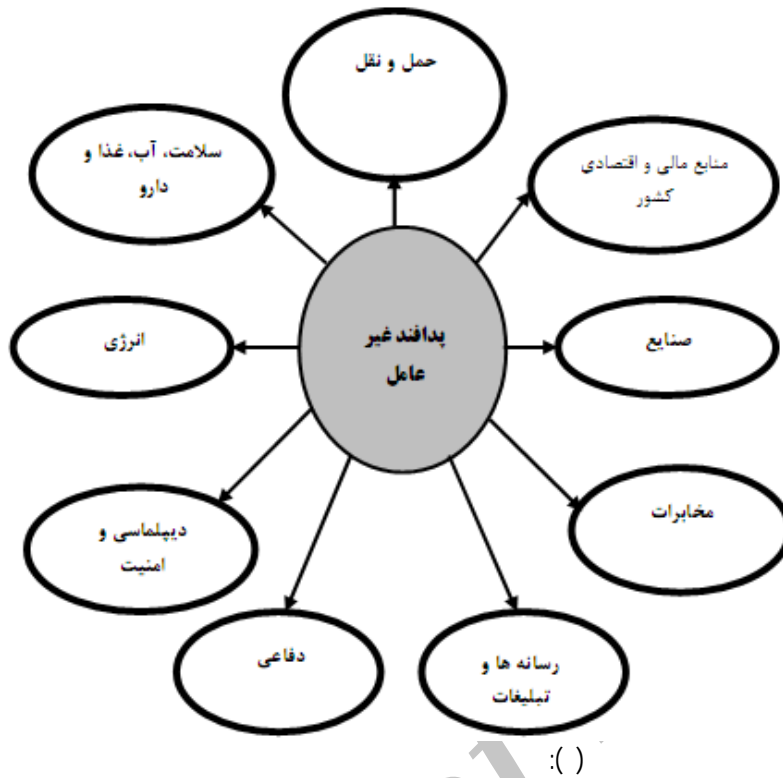 حمل و نقل
منابع مالی و اقتصادی
کشور
سلامت، آب، غذا و
دارو
پدافند غیر
عامل
انرژی
صنایع
دیپلماسی و
امنیت
مخابرات
دفاعی
رسانه ها و
تبلیغات
( ):